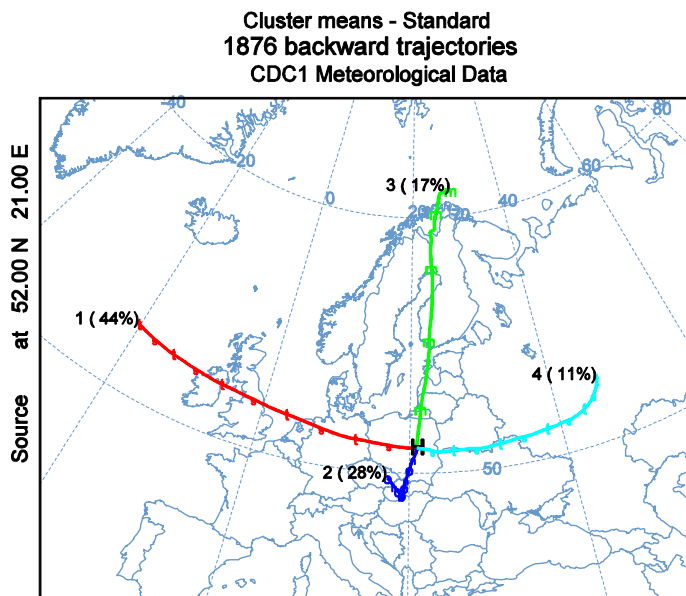 Cluster means - Standard
1876 backward trajectories
CDC1 Meteorological Data
Source at 52.00 N 21.00 E
-40
-20
0
40
60
80
3 ( 17%)
1 ( 44%)
4 ( 11%)
2 ( 28%)
50